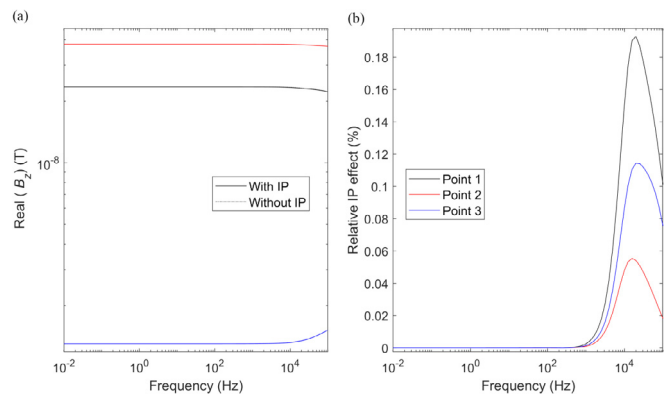 (a)
Real ( B_z) (T)
10^-8
With IP
Without IP
10^-2
10^0
10^2
10^4
Frequency (Hz)
(b)
Relative IP effect (%)
0.18
0.16
0.14
0.12
0.1
0.08
0.06
0.04
0.02
0
Point 1
Point 2
Point 3
10^-2
10^0
10^2
10^4
Frequency (Hz)